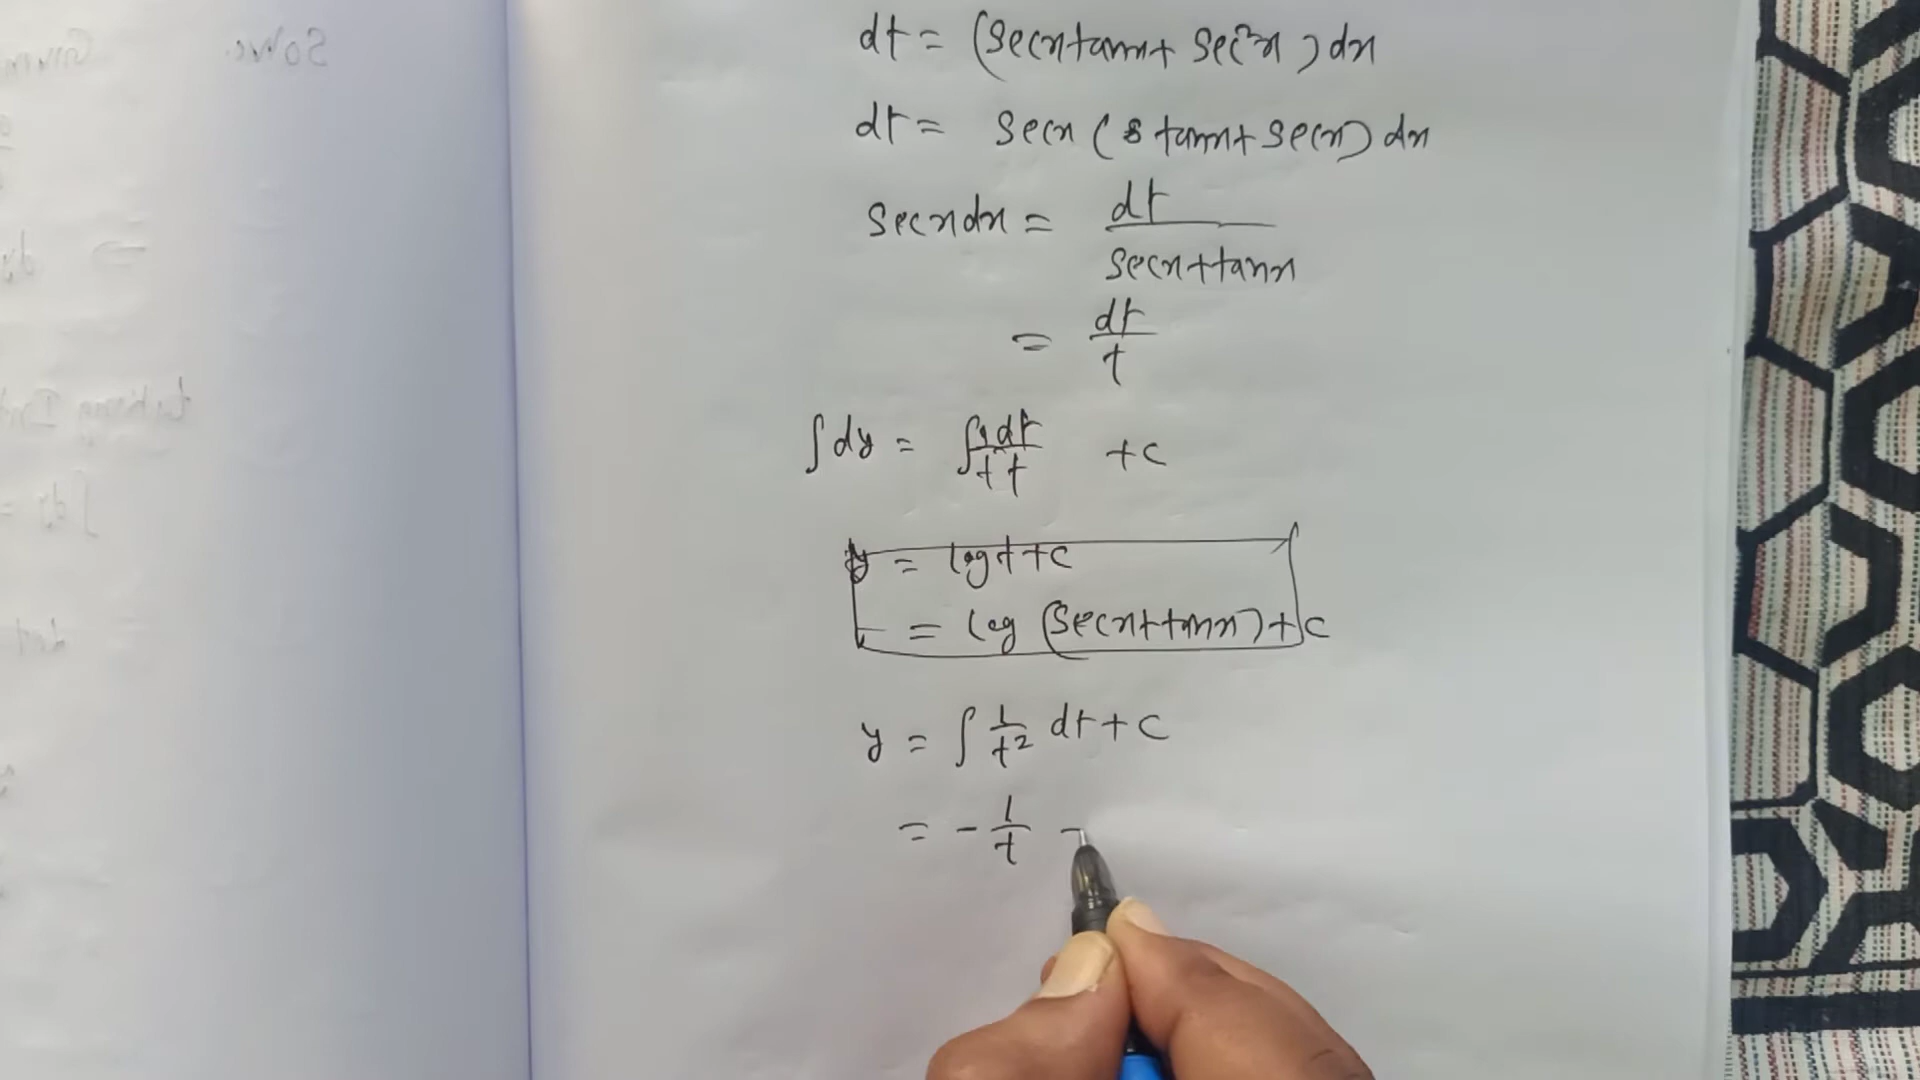 dt = (secx tanx + sec²x) dx
dt = secx (s tanx + secx) dx
secx dx = dt / secx + tanx
= dt / t
∫dy = ∫ 1 dt / t t + c
y = log t + c
= log (secx + tanx) + c
y = ∫ 1/t² dt + c
= - 1/t -